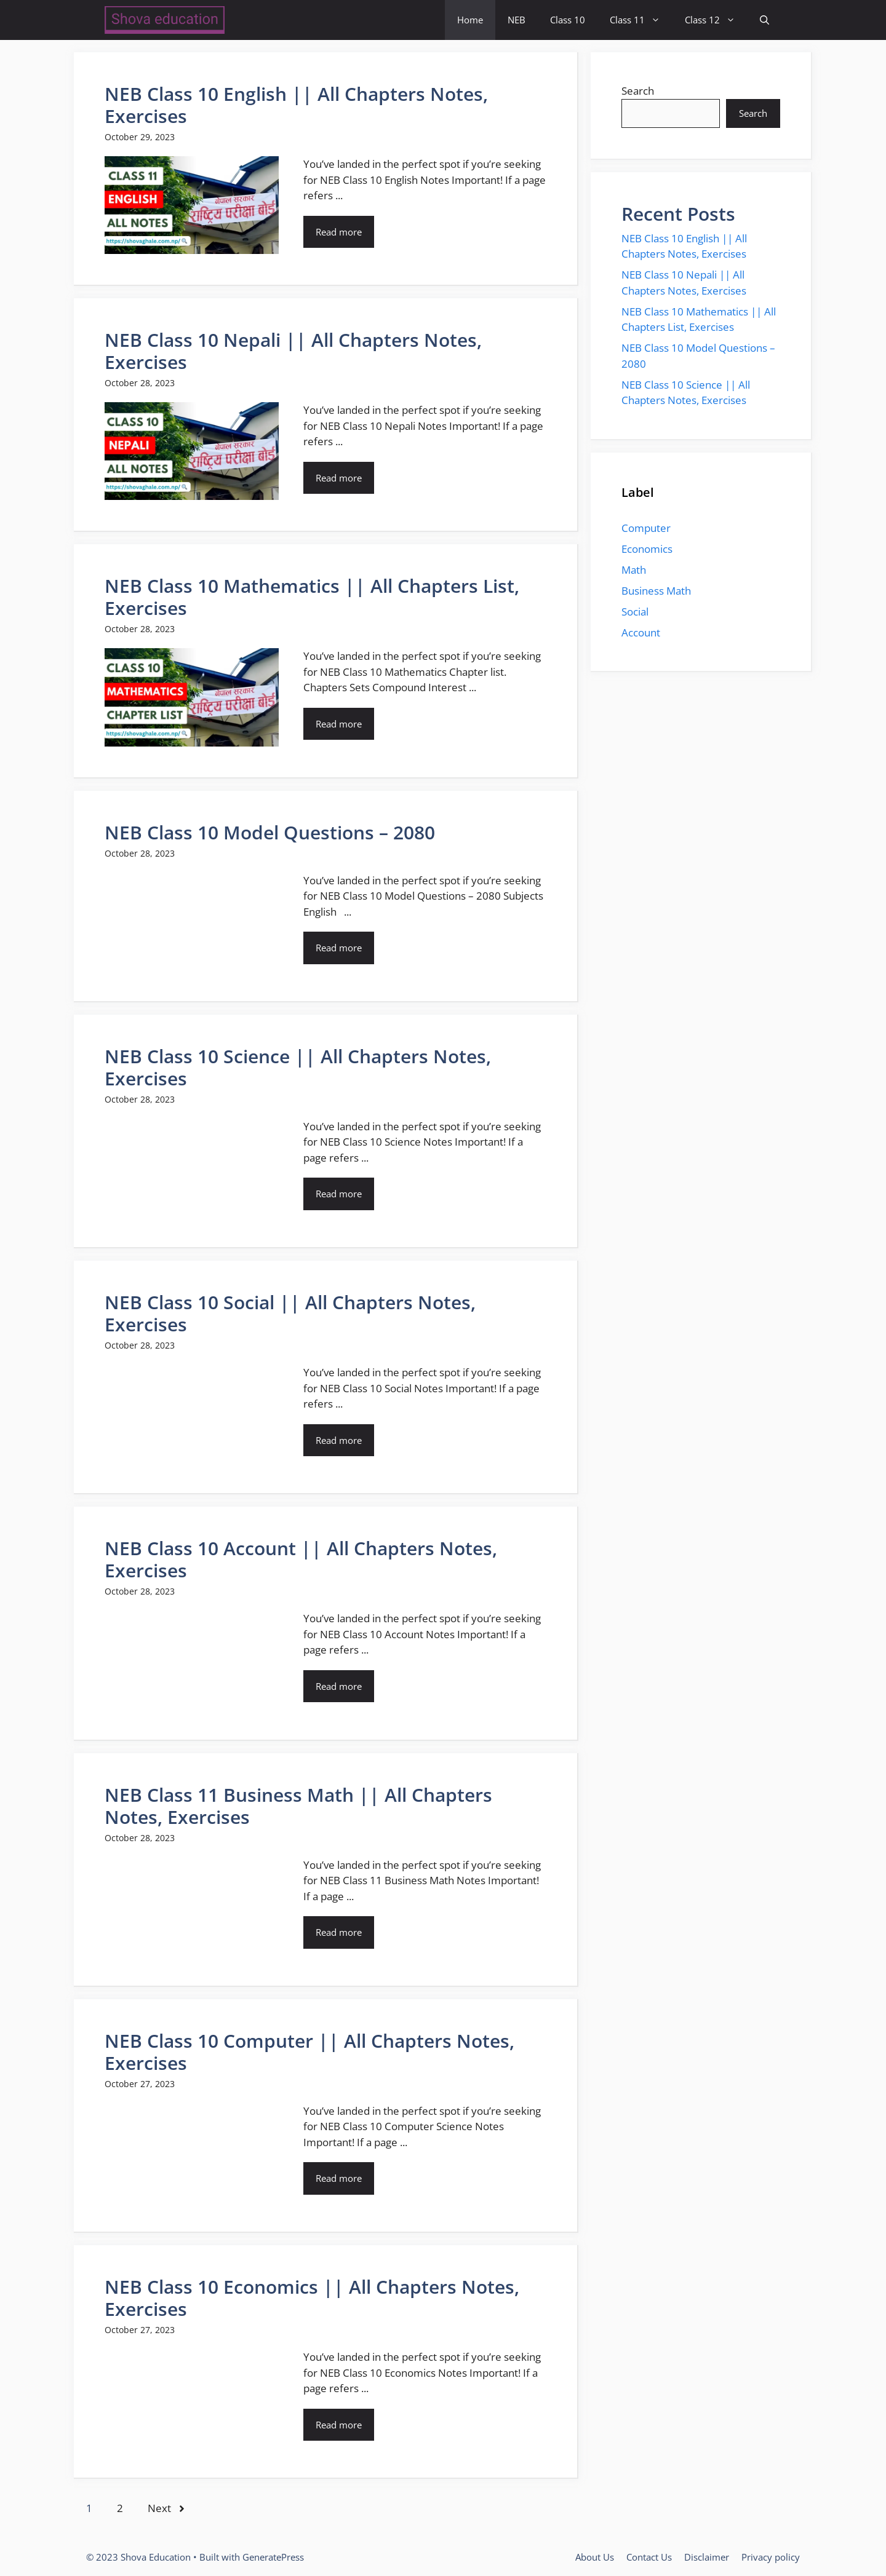 Shova education
Home NEB Class 10 Class 11 Class 12
NEB Class 10 English || All Chapters Notes,
Exercises
October 29, 2023
CLASS 11
ENGLISH
ALL NOTES
https://shovaghale.com.np/
राष्ट्रिय परीक्षा बोर्ड
You’ve landed in the perfect spot if you’re seeking
for NEB Class 10 English Notes Important! If a page
refers ...
Read more
NEB Class 10 Nepali || All Chapters Notes,
Exercises
October 28, 2023
CLASS 10
NEPALI
ALL NOTES
https://shovaghale.com.np/
नेपाल सरकार
राष्ट्रिय परीक्षा बोर्ड
You’ve landed in the perfect spot if you’re seeking
for NEB Class 10 Nepali Notes Important! If a page
refers ...
Read more
NEB Class 10 Mathematics || All Chapters List,
Exercises
October 28, 2023
CLASS 10
MATHEMATICS
CHAPTER LIST
https://shovaghale.com.np/
नेपाल सरकार
राष्ट्रिय परीक्षा बोर्ड
You’ve landed in the perfect spot if you’re seeking
for NEB Class 10 Mathematics Chapter list.
Chapters Sets Compound Interest ...
Read more
NEB Class 10 Model Questions – 2080
October 28, 2023
You’ve landed in the perfect spot if you’re seeking
for NEB Class 10 Model Questions – 2080 Subjects
English ...
Read more
NEB Class 10 Science || All Chapters Notes,
Exercises
October 28, 2023
You’ve landed in the perfect spot if you’re seeking
for NEB Class 10 Science Notes Important! If a
page refers ...
Read more
NEB Class 10 Social || All Chapters Notes,
Exercises
October 28, 2023
You’ve landed in the perfect spot if you’re seeking
for NEB Class 10 Social Notes Important! If a page
refers ...
Read more
NEB Class 10 Account || All Chapters Notes,
Exercises
October 28, 2023
You’ve landed in the perfect spot if you’re seeking
for NEB Class 10 Account Notes Important! If a
page refers ...
Read more
NEB Class 11 Business Math || All Chapters
Notes, Exercises
October 28, 2023
You’ve landed in the perfect spot if you’re seeking
for NEB Class 11 Business Math Notes Important!
If a page ...
Read more
NEB Class 10 Computer || All Chapters Notes,
Exercises
October 27, 2023
You’ve landed in the perfect spot if you’re seeking
for NEB Class 10 Computer Science Notes
Important! If a page ...
Read more
NEB Class 10 Economics || All Chapters Notes,
Exercises
October 27, 2023
You’ve landed in the perfect spot if you’re seeking
for NEB Class 10 Economics Notes Important! If a
page refers ...
Read more
1 2 Next
Search
Search
Recent Posts
NEB Class 10 English || All
Chapters Notes, Exercises
NEB Class 10 Nepali || All
Chapters Notes, Exercises
NEB Class 10 Mathematics || All
Chapters List, Exercises
NEB Class 10 Model Questions –
2080
NEB Class 10 Science || All
Chapters Notes, Exercises
Label
Computer
Economics
Math
Business Math
Social
Account
© 2023 Shova Education • Built with GeneratePress
About Us Contact Us Disclaimer Privacy policy